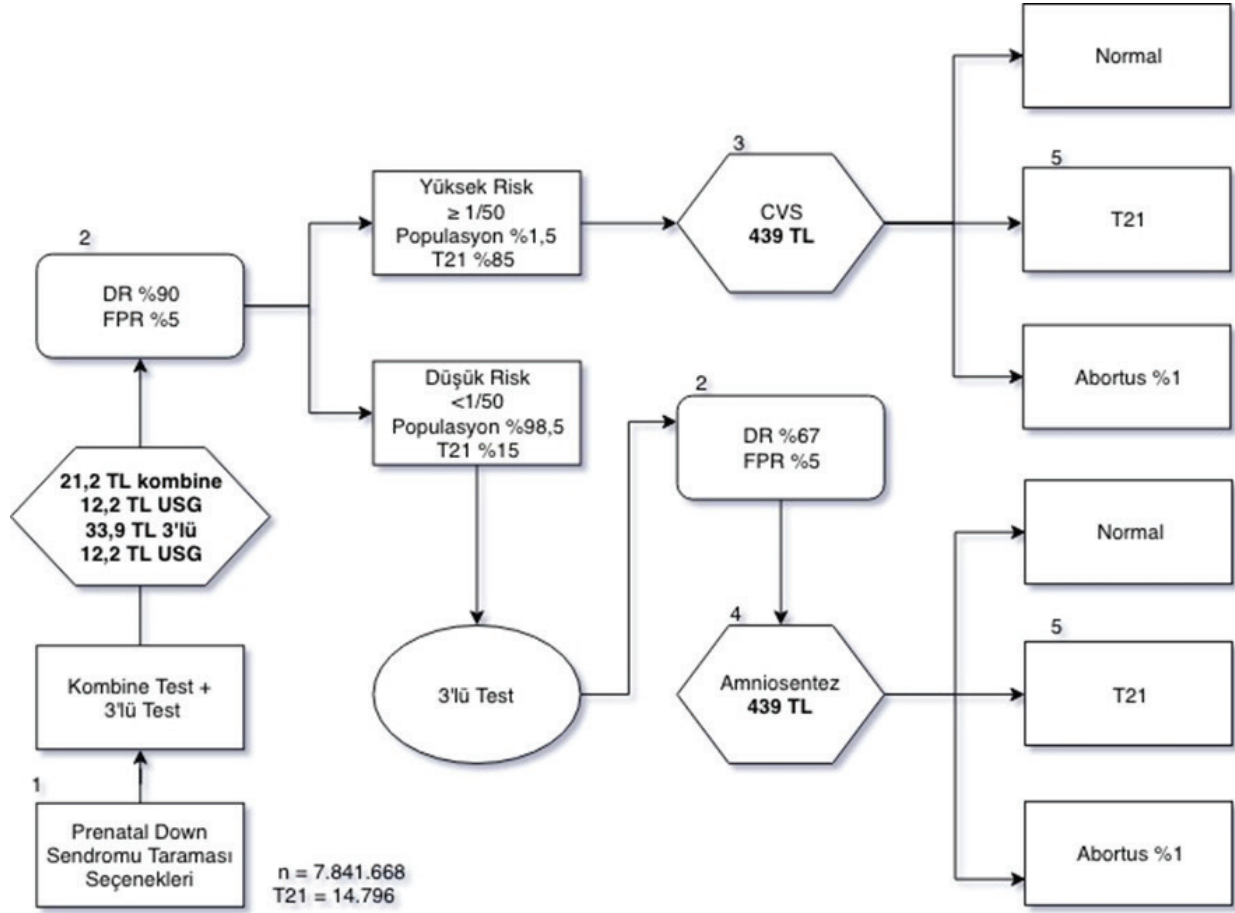 Normal
3
5
Yüksek Risk
≥ 1/50
Populasyon %1,5
T21 %85
CVS
439 TL
T21
2
DR %90
FPR %5
Abortus %1
Düşük Risk
<1/50
Populasyon %98,5
T21 %15
2
DR %67
FPR %5
21,2 TL kombine
12,2 TL USG
33,9 TL 3'lü
12,2 TL USG
Normal
4
5
Kombine Test +
3'lü Test
3'lü Test
Amniosentez
439 TL
T21
1
Prenatal Down
Sendromu Taraması
Seçenekleri
n = 7.841.668
T21 = 14.796
Abortus %1